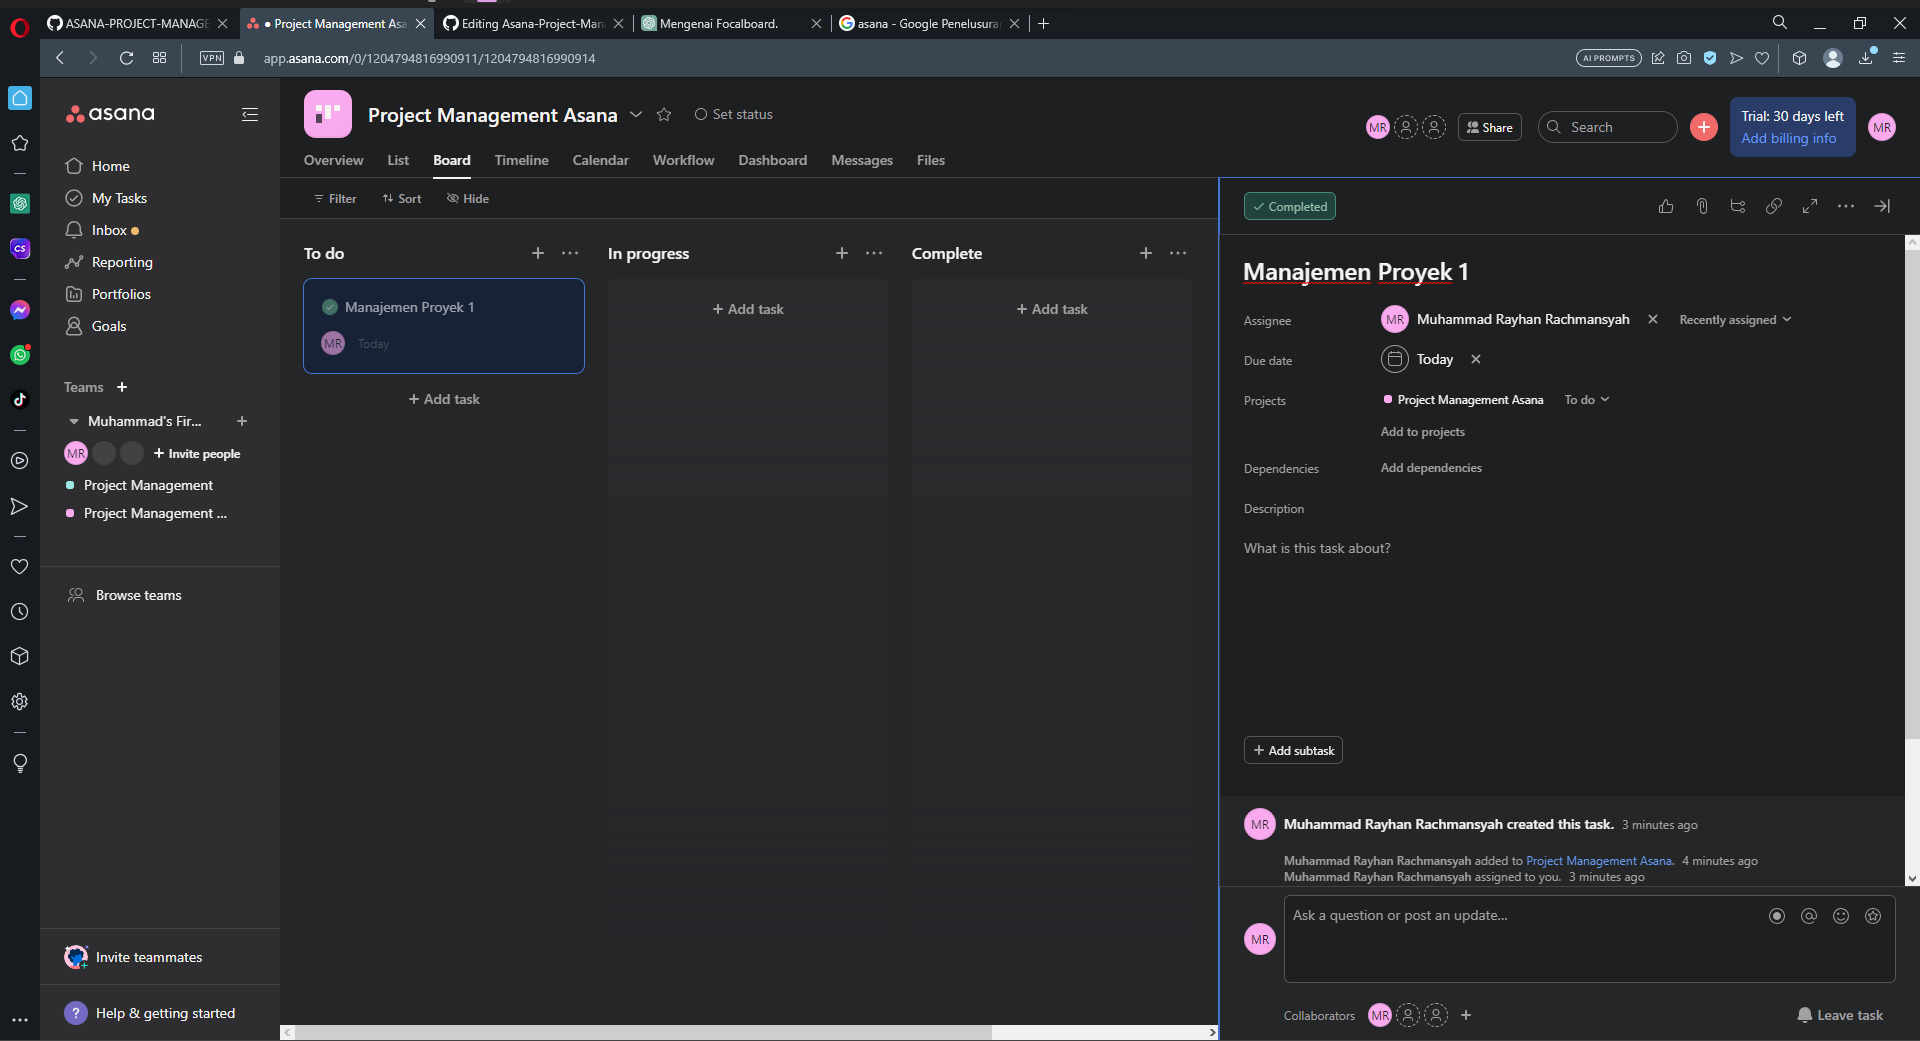 ASANA-PROJECT-MANAGE
• Project Management Asa
Editing Asana-Project-Man
Mengenai Focalboard.
asana - Google Penelusura
VPN
app.asana.com/0/1204794816990911/1204794816990914
AI PROMPTS
asana
Home
My Tasks
Inbox
Reporting
Portfolios
Goals
Teams
Muhammad's Fir...
MR
Invite people
Project Management
Project Management ...
Browse teams
Invite teammates
? Help & getting started
CS
Project Management Asana
Set status
MR
Share
Search
Trial: 30 days left
Add billing info
MR
Overview List Board Timeline Calendar Workflow Dashboard Messages Files
Filter Sort Hide
To do
Manajemen Proyek 1
MR Today
+ Add task
In progress
+ Add task
Complete
+ Add task
Completed
Manajemen Proyek 1
Assignee MR Muhammad Rayhan Rachmansyah Recently assigned
Due date Today
Projects Project Management Asana To do
Add to projects
Dependencies Add dependencies
Description
What is this task about?
+ Add subtask
MR Muhammad Rayhan Rachmansyah created this task. 3 minutes ago
Muhammad Rayhan Rachmansyah added to Project Management Asana. 4 minutes ago
Muhammad Rayhan Rachmansyah assigned to you. 3 minutes ago
MR
Ask a question or post an update...
Collaborators MR
Leave task